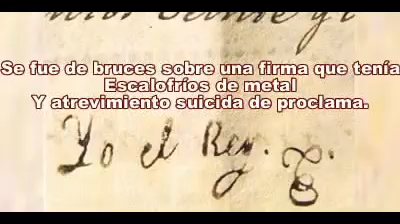 Se fue de bruces sobre una firma que tenía
Escalofríos de metal
Y atrevimiento suicida de proclama.
Yo el Rey.